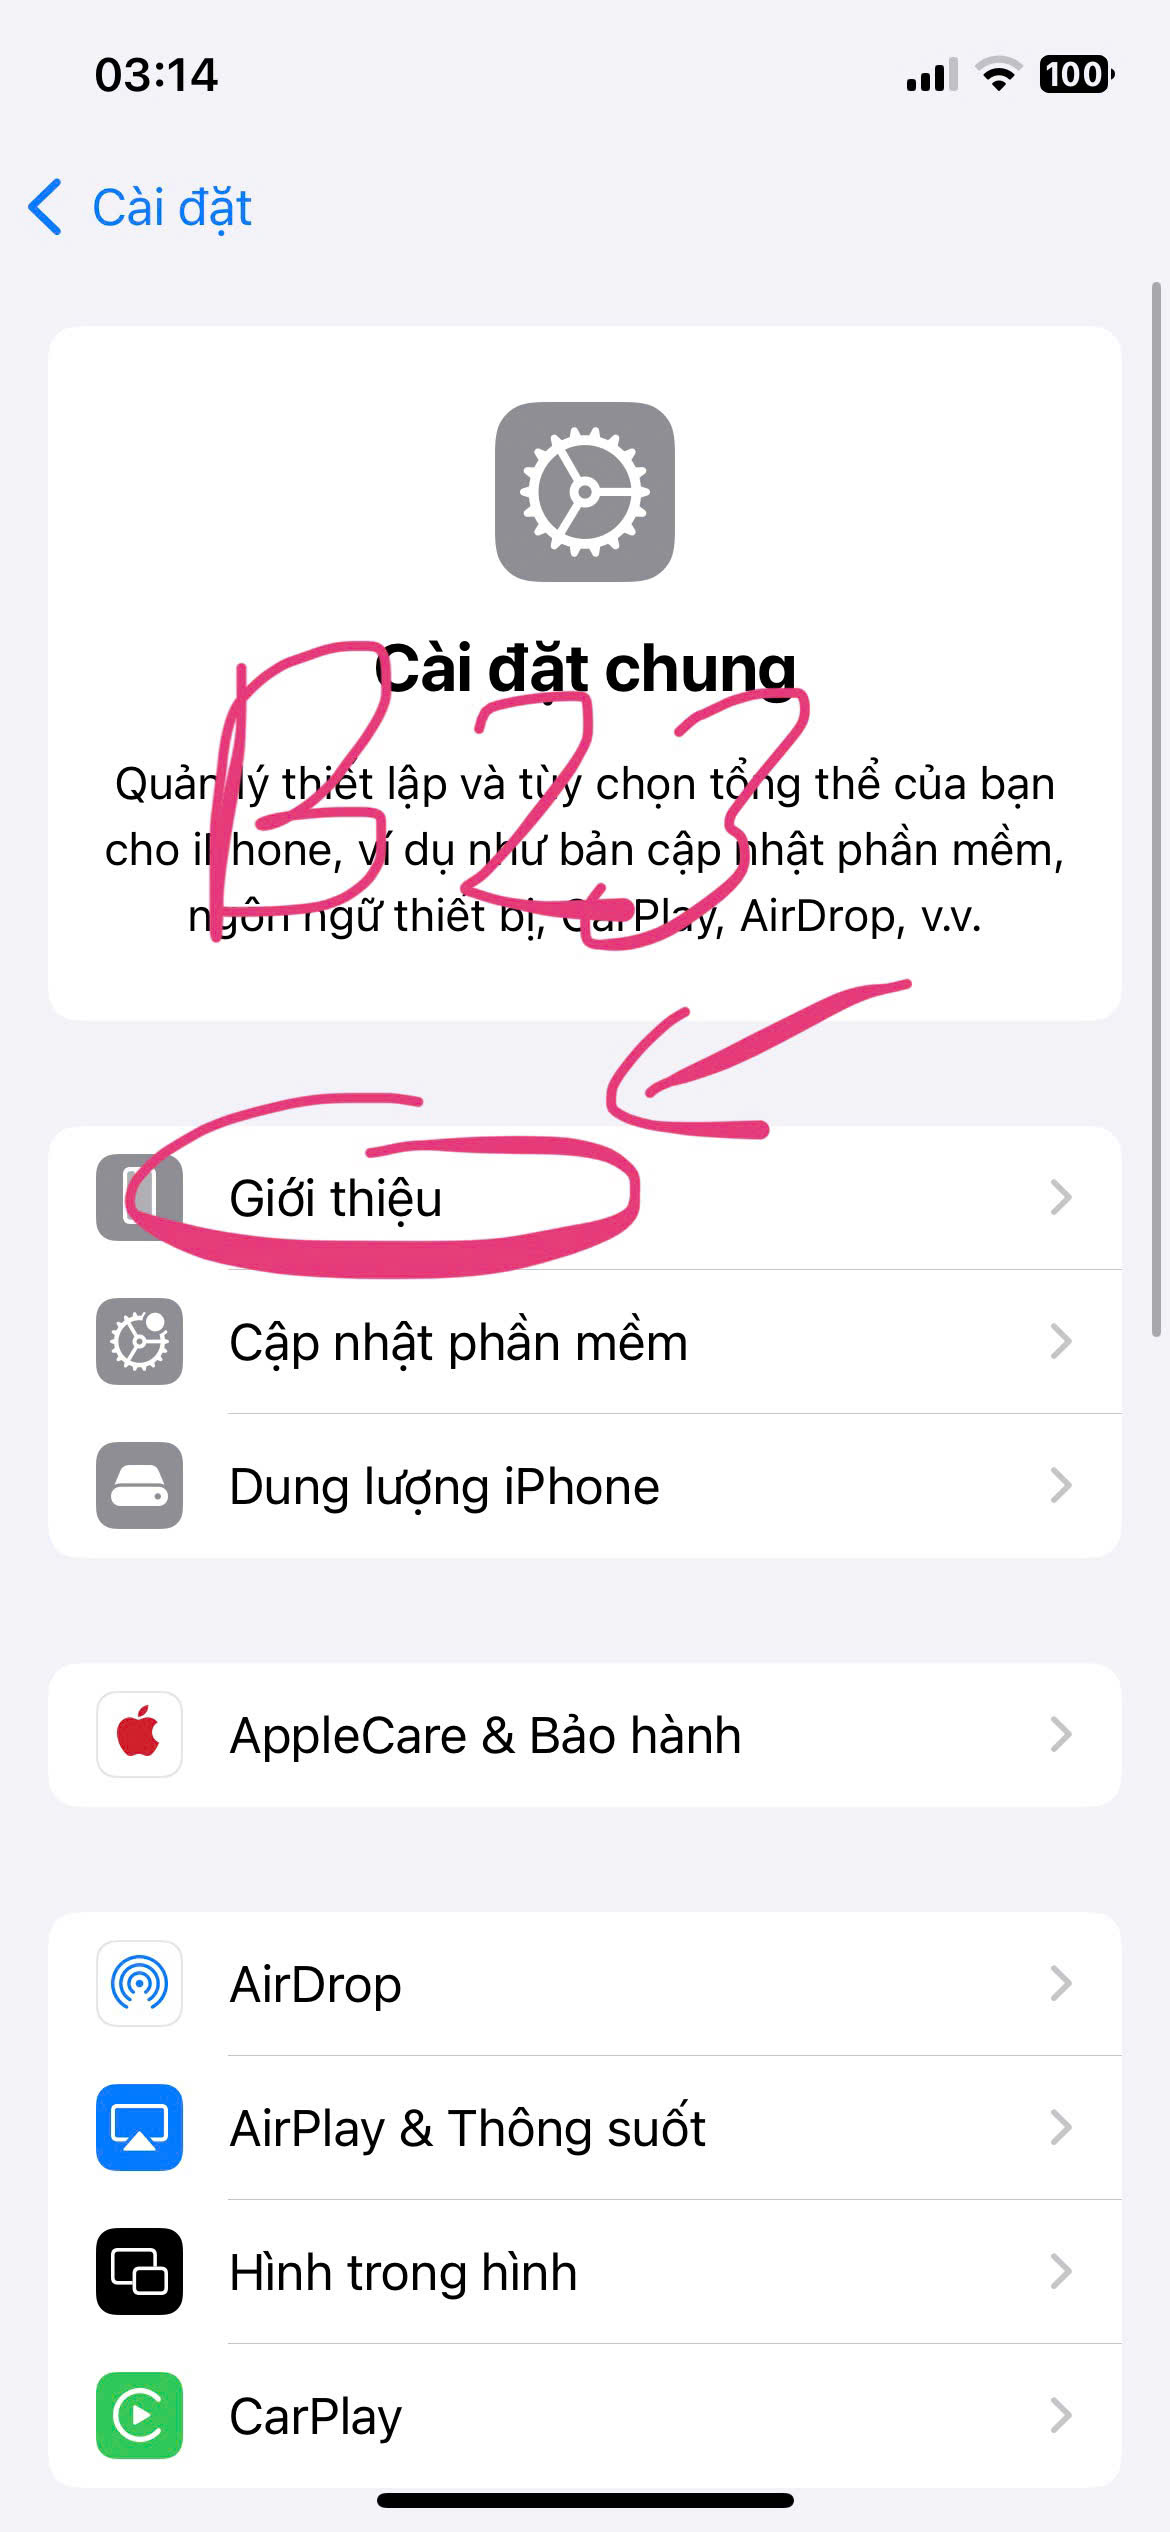 03:14
100
Cài đặt
Cài đặt chung
B23
Quản lý thiết lập và tùy chọn tổng thể của bạn
cho iPhone, ví dụ như bản cập nhật phần mềm,
ngôn ngữ thiết bị, CarPlay, AirDrop, v.v.
Giới thiệu
Cập nhật phần mềm
Dung lượng iPhone
AppleCare & Bảo hành
AirDrop
AirPlay & Thông suốt
Hình trong hình
CarPlay